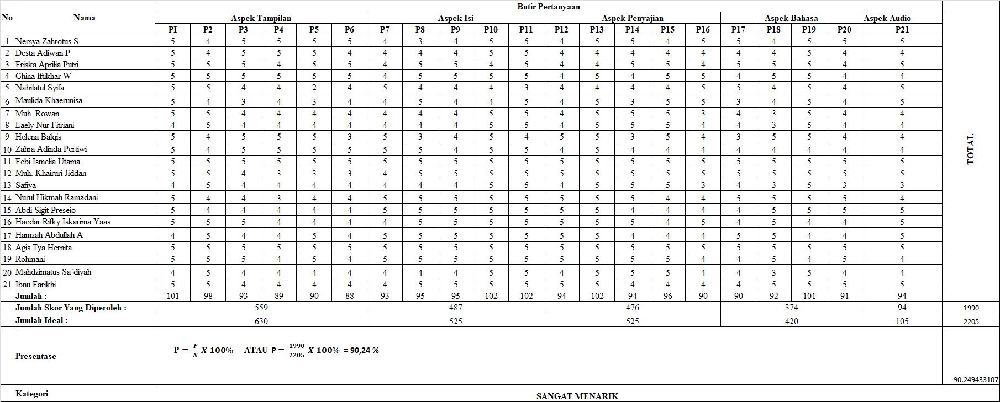 No Nama Butir Pertanyaan TOTAL
Aspek Tampilan Aspek Isi Aspek Penyajian Aspek Bahasa Aspek Audio
PI P2 P3 P4 P5 P6 P7 P8 P9 P10 P11 P12 P13 P14 P15 P16 P17 P18 P19 P20 P21
1 Nersya Zahrotus S 5 4 5 5 5 5 4 3 4 5 5 4 5 5 4 5 5 4 5 5 5
2 Desta Adiwan P 5 4 5 5 5 4 4 4 4 5 5 4 4 4 4 4 4 4 5 4 4
3 Friska Aprilia Putri 5 5 5 4 5 5 4 5 5 4 5 4 4 5 5 4 5 5 5 4 5
4 Ghina Iftikhar W 5 5 5 5 5 5 4 5 5 5 5 4 5 4 5 5 4 5 5 4 4
5 Nabilatul Syifa 5 5 4 4 2 4 5 4 4 4 3 4 4 4 4 5 5 4 5 4 5
6 Maulida Khaerunisa 5 4 3 4 3 4 4 5 4 4 5 4 5 3 5 5 3 4 5 4 5
7 Muh. Rowan 5 5 4 4 4 4 4 4 4 5 5 4 5 5 5 3 4 3 5 4 4
8 Laely Nur Fitriani 4 5 4 4 4 4 4 4 4 5 5 4 5 5 5 4 4 3 5 4 4
9 Helena Balqis 5 4 5 5 5 3 5 3 4 5 4 5 5 3 5 4 3 5 5 4 4
10 Zahra Adinda Pertiwi 5 4 5 5 5 5 5 5 4 5 5 4 5 4 4 4 4 4 4 4 4
11 Febi Ismelia Utama 5 5 5 5 5 5 5 5 5 5 5 5 5 5 5 5 5 5 5 5 5
12 Muh. Khairuri Jiddan 5 5 4 3 3 3 4 5 5 5 5 5 5 5 5 5 5 5 5 5 5
13 Safiya 4 5 4 4 4 4 4 4 4 5 5 4 5 5 5 3 4 3 5 3 3
14 Nurul Hikmah Ramadani 5 4 4 3 4 4 5 5 5 5 5 5 5 5 4 4 5 5 5 5 4
15 Abdi Sigit Preseio 5 4 4 4 4 4 5 5 5 5 5 5 5 4 4 4 4 5 5 5 5
16 Haedar Rifky Iskarima Yaas 5 5 5 4 4 4 4 5 5 5 5 5 5 5 4 5 4 5 4 4 5
17 Hamzah Abdullah A 4 5 4 4 5 4 5 5 5 5 5 5 5 4 4 4 5 5 4 4 5
18 Agis Tya Hernita 5 5 5 5 5 5 5 5 5 5 5 5 5 5 5 5 5 5 5 5 5
19 Rohmani 5 5 5 4 5 4 5 5 5 5 5 5 5 5 5 4 4 5 4 5 4
20 Mahdzimatus Sa’diyah 4 5 4 4 4 4 4 4 4 5 5 4 5 5 5 4 4 3 5 4 4
21 Ibnu Farikhi 5 5 4 4 4 4 4 5 5 5 5 5 5 4 4 4 4 5 5 5 5
Jumlah : 101 98 93 89 90 88 93 95 95 102 102 94 102 94 96 90 90 92 101 91 94
Jumlah Skor Yang Diperoleh : 559 487 476 374 94 1990
Jumlah Ideal : 630 525 525 420 105 2205
Presentase P = F/N X 100% ATAU P = 1990/2205 X 100% = 90,24 % 90,249433107
Kategori SANGAT MENARIK